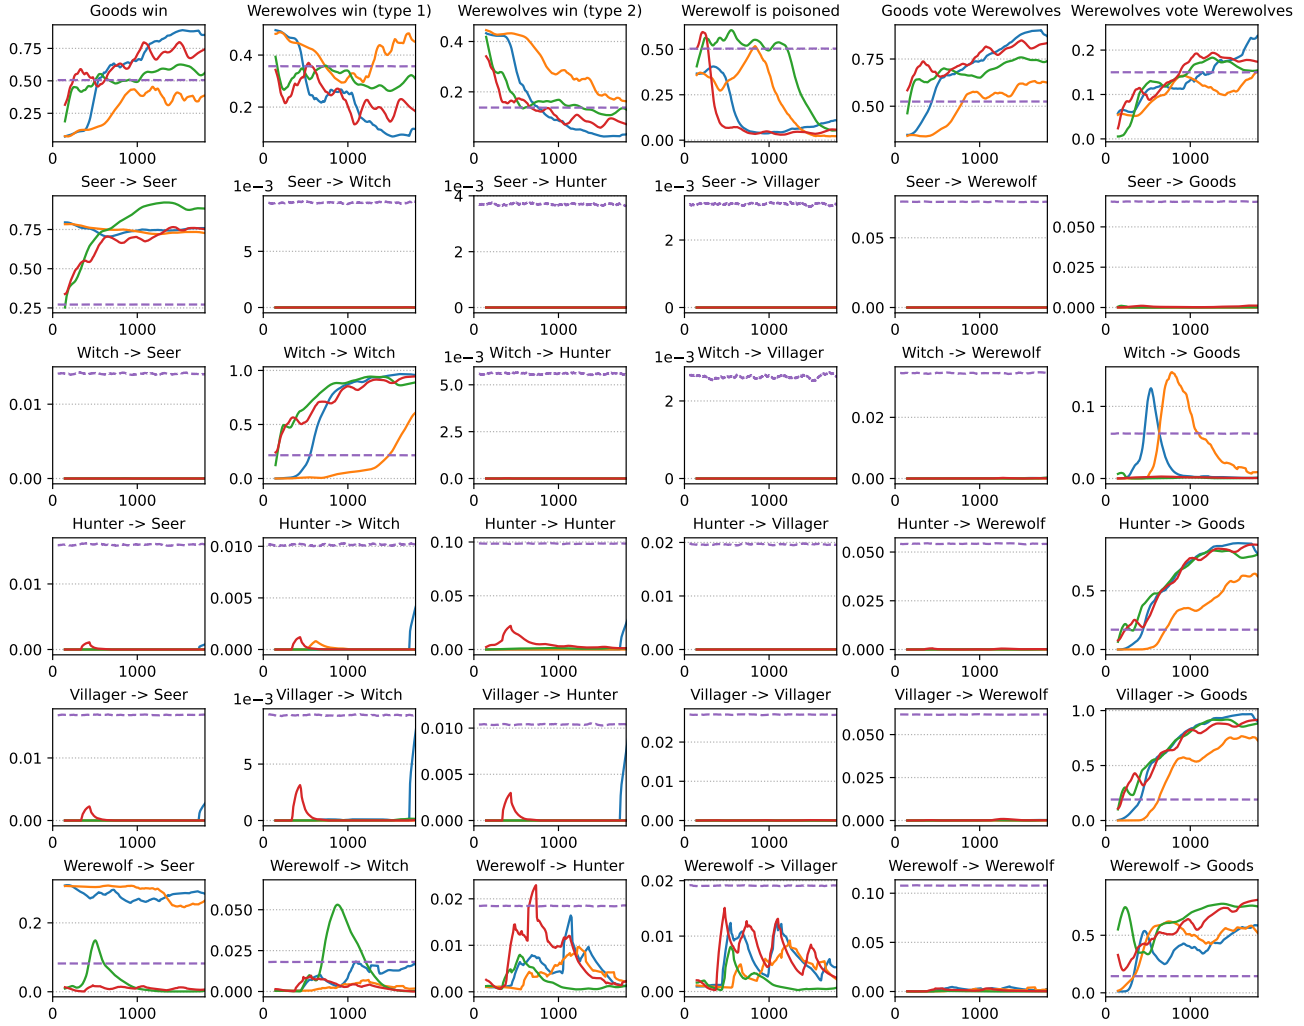 Goods win
Werewolves win (type 1)
Werewolves win (type 2)
Werewolf is poisoned
Goods vote Werewolves
Werewolves vote Werewolves
0.75 0.50 0.25 0 1000
0.4 0.2 0 1000
0.4 0.2 0 1000
0.50 0.25 0.00 0 1000
0.75 0.50 0 1000
0.2 0.1 0.0 0 1000
Seer -> Seer
1e−3 Seer -> Witch
1e−3 Seer -> Hunter
1e−3 Seer -> Villager
Seer -> Werewolf
Seer -> Goods
0.75 0.50 0.25 0 1000
5 0 0 1000
4 2 0 0 1000
2 0 0 1000
0.05 0.00 0 1000
0.050 0.025 0.000 0 1000
Witch -> Seer
Witch -> Witch
1e−3 Witch -> Hunter
1e−3 Witch -> Villager
Witch -> Werewolf
Witch -> Goods
0.01 0.00 0 1000
1.0 0.5 0.0 0 1000
5.0 2.5 0.0 0 1000
2 0 0 1000
0.02 0.00 0 1000
0.1 0.0 0 1000
Hunter -> Seer
Hunter -> Witch
Hunter -> Hunter
Hunter -> Villager
Hunter -> Werewolf
Hunter -> Goods
0.01 0.00 0 1000
0.010 0.005 0.000 0 1000
0.10 0.05 0.00 0 1000
0.02 0.01 0.00 0 1000
0.050 0.025 0.000 0 1000
0.5 0.0 0 1000
Villager -> Seer
1e−3 Villager -> Witch
Villager -> Hunter
Villager -> Villager
Villager -> Werewolf
Villager -> Goods
0.01 0.00 0 1000
5 0 0 1000
0.010 0.005 0.000 0 1000
0.02 0.01 0.00 0 1000
0.050 0.025 0.000 0 1000
1.0 0.5 0.0 0 1000
Werewolf -> Seer
Werewolf -> Witch
Werewolf -> Hunter
Werewolf -> Villager
Werewolf -> Werewolf
Werewolf -> Goods
0.2 0.0 0 1000
0.050 0.025 0.000 0 1000
0.02 0.01 0.00 0 1000
0.02 0.01 0.00 0 1000
0.10 0.05 0.00 0 1000
0.5 0.0 0 1000